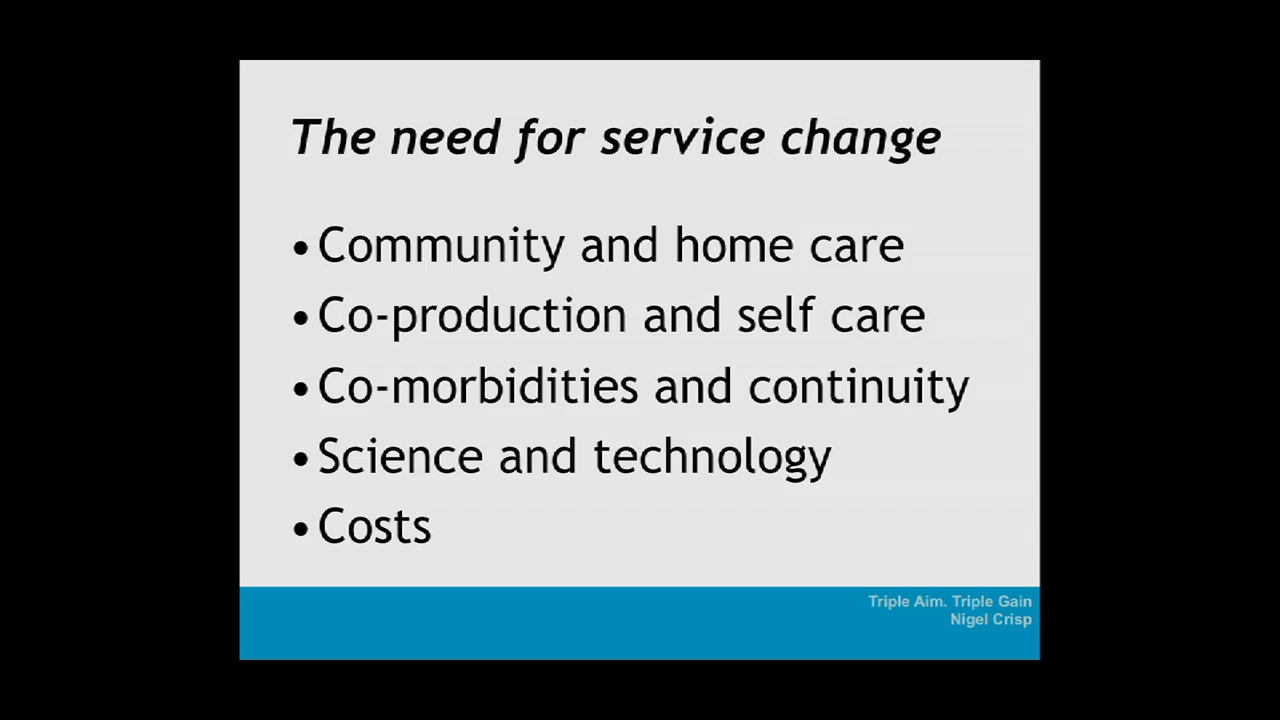 The need for service change
•Community and home care
•Co-production and self care
•Co-morbidities and continuity
•Science and technology
•Costs
Triple Aim. Triple Gain
Nigel Crisp